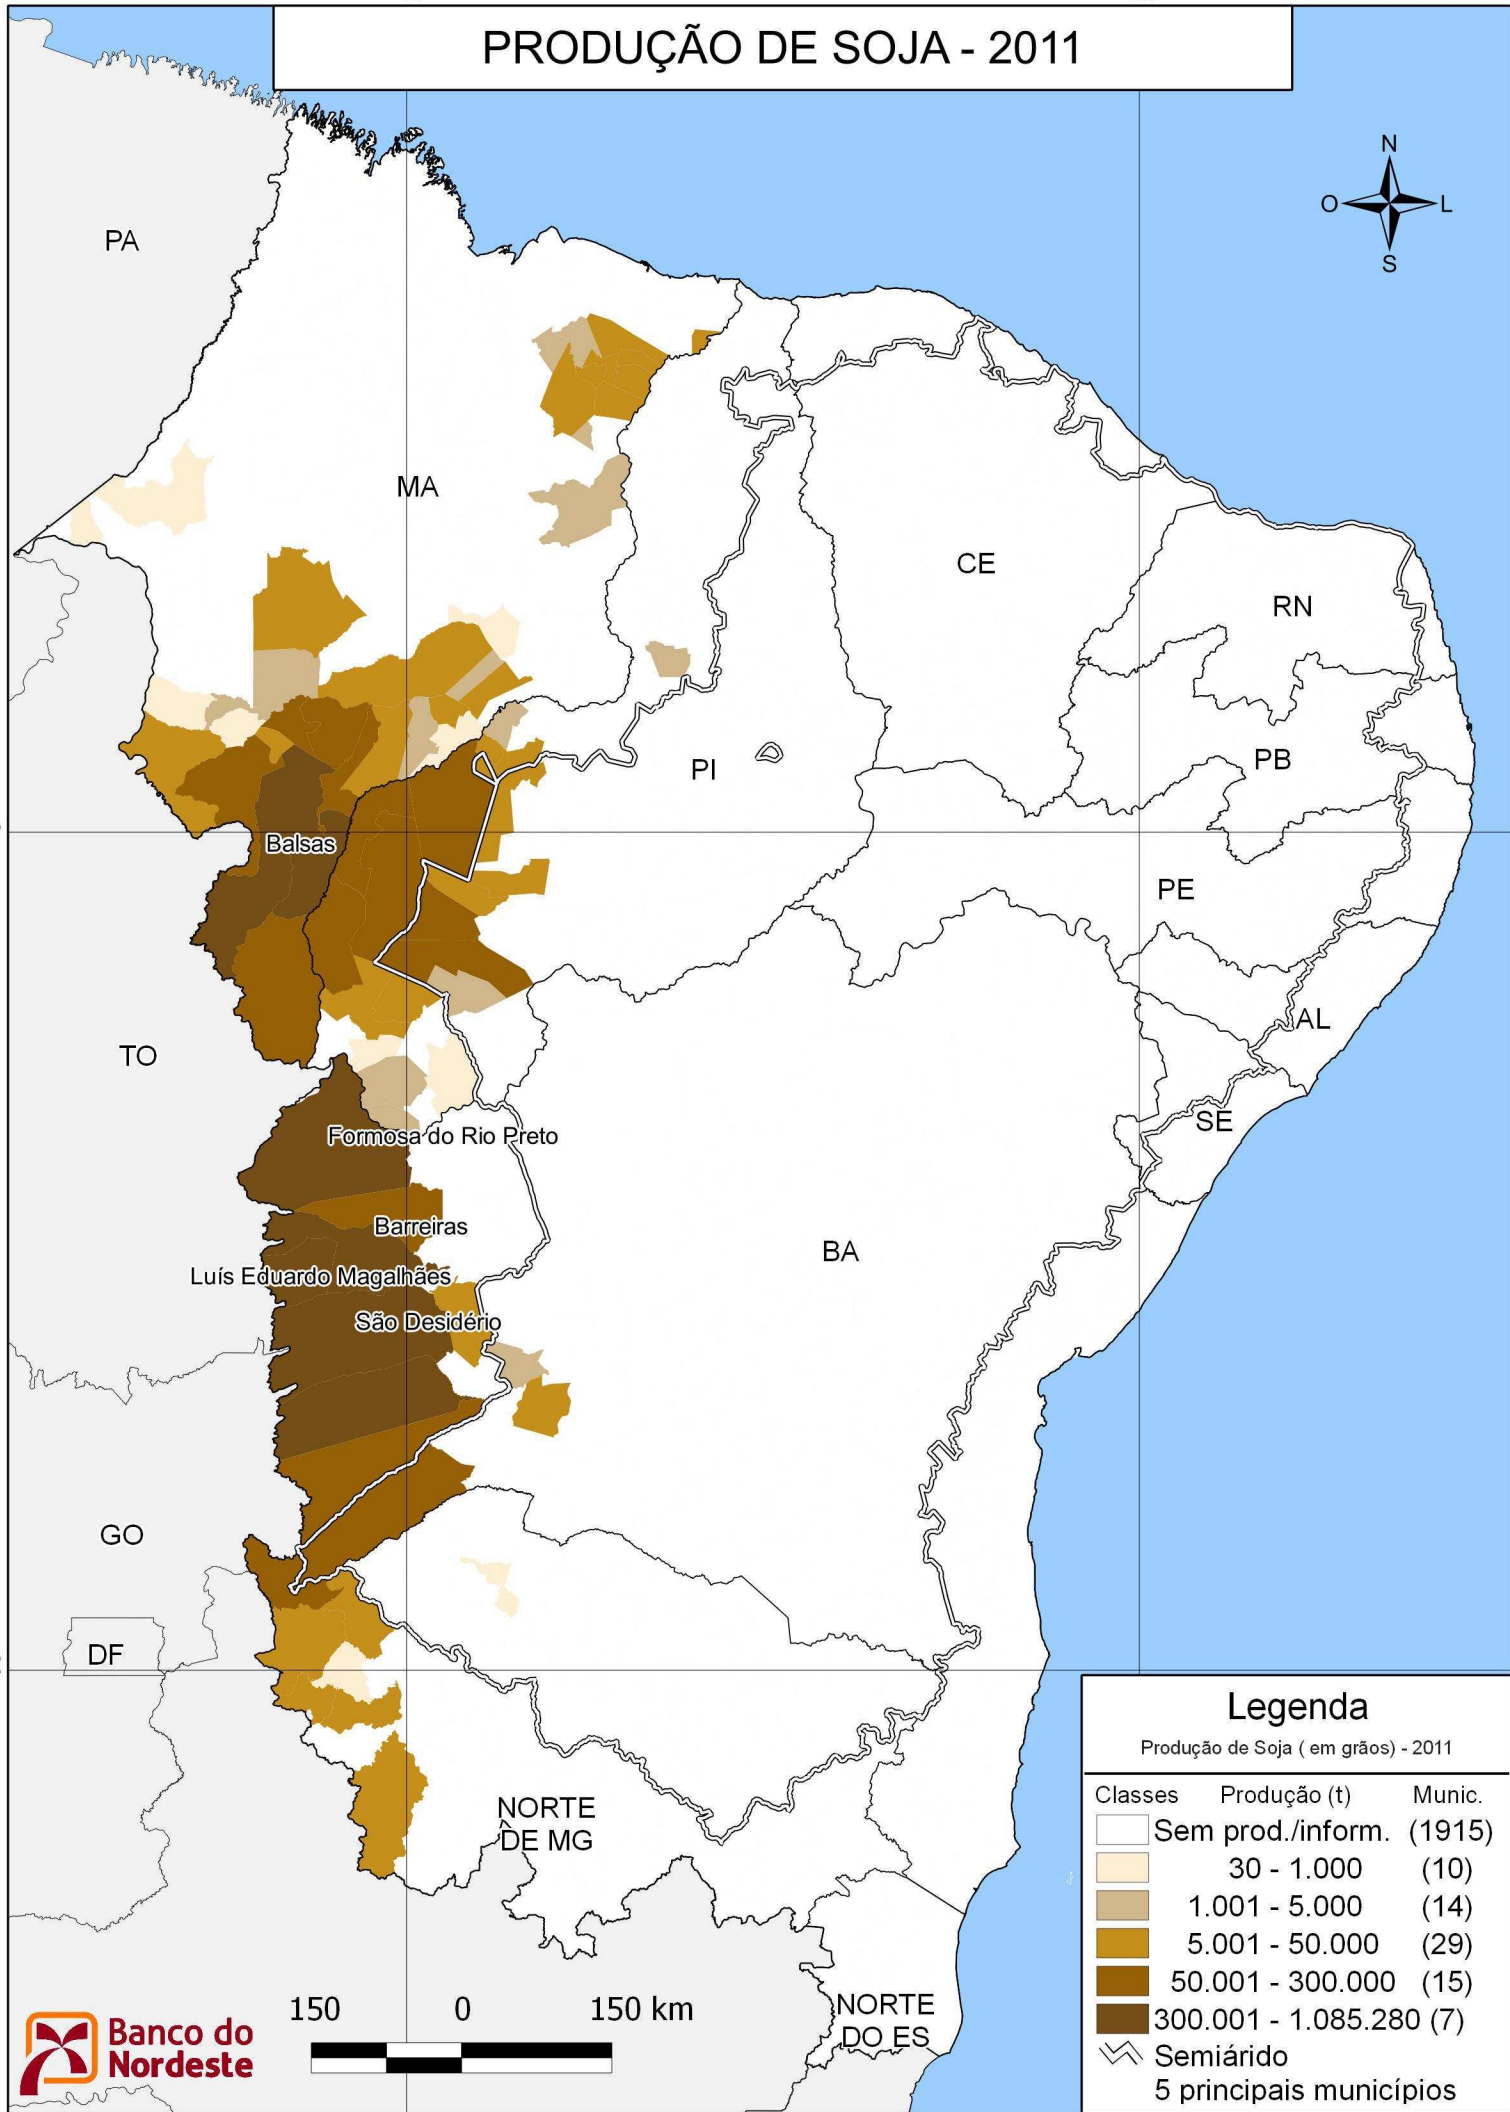 PRODUÇÃO DE SOJA - 2011
N
O
L
S
PA
MA
CE
RN
PI
PB
Balsas
PE
AL
TO
SE
Formosa do Rio Preto
Barreiras
BA
Luís Eduardo Magalhães
São Desidério
GO
DF
NORTE
DE MG
NORTE
DO ES
Legenda
Produção de Soja ( em grãos) - 2011
Classes Produção (t) Munic.
Sem prod./inform. (1915)
30 - 1.000 (10)
1.001 - 5.000 (14)
5.001 - 50.000 (29)
50.001 - 300.000 (15)
300.001 - 1.085.280 (7)
Semiárido
5 principais municípios
150 0 150 km
Banco do
Nordeste